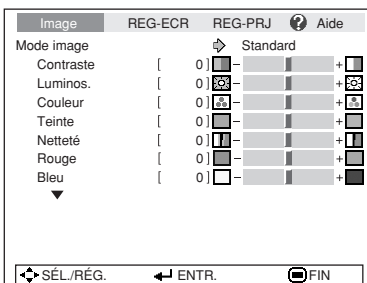 Image REG-ECR REG-PRJ ? Aide
Mode image Standard
Contraste [ 0 ] - +
Luminos. [ 0 ] - +
Couleur [ 0 ] - +
Teinte [ 0 ] - +
Netteté [ 0 ] - +
Rouge [ 0 ] - +
Bleu [ 0 ] - +
SÉL./RÉG. ENTR. FIN